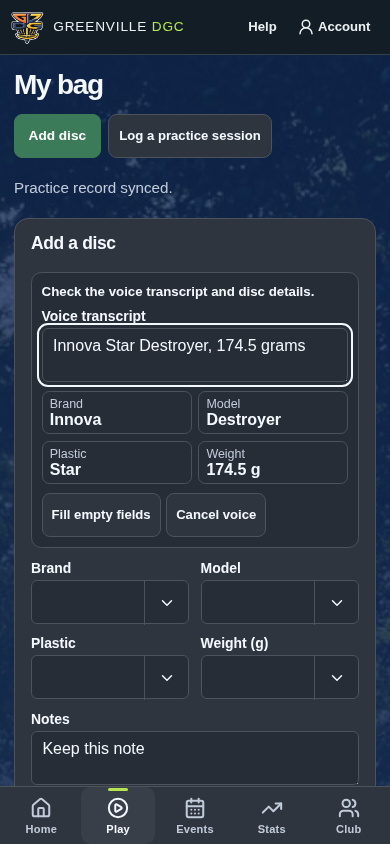 GREENVILLE DGC
Help
Account
My bag
Add disc
Log a practice session
Practice record synced.
Add a disc
Check the voice transcript and disc details.
Voice transcript
Innova Star Destroyer, 174.5 grams
Brand
Innova
Model
Destroyer
Plastic
Star
Weight
174.5 g
Fill empty fields
Cancel voice
Brand
Model
Plastic
Weight (g)
Notes
Keep this note
Home
Play
Events
Stats
Club